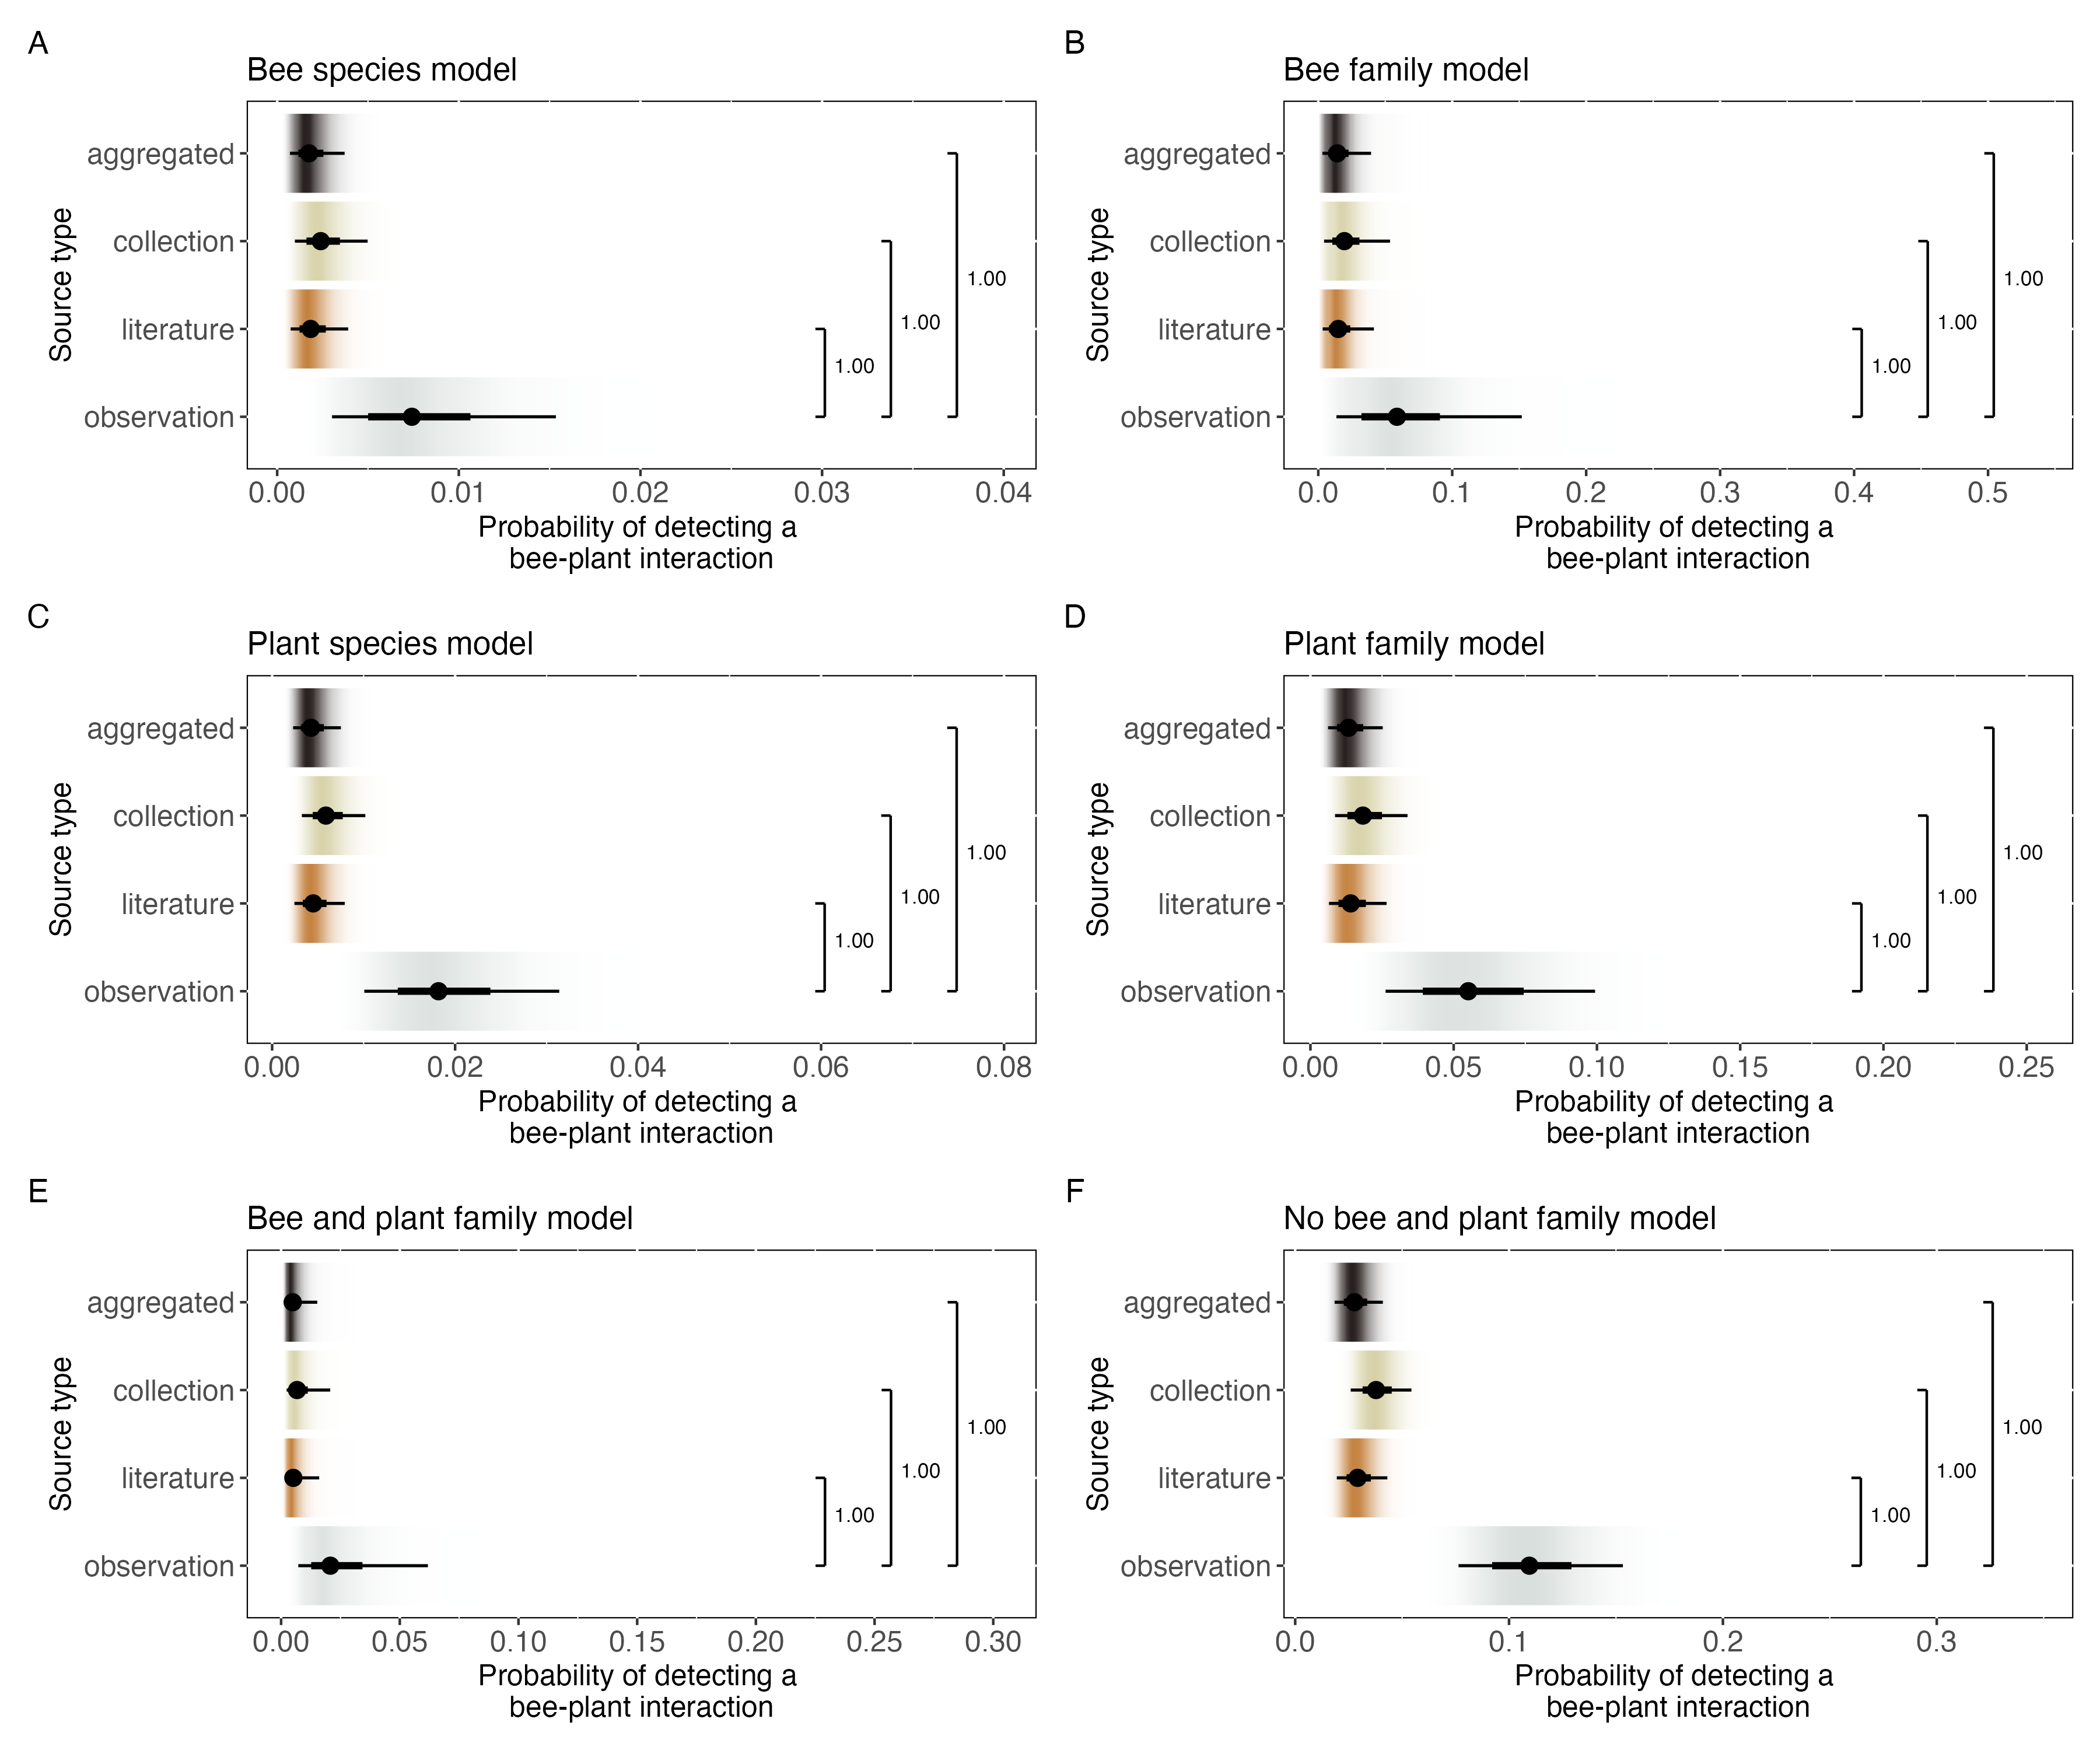 A
Bee species model
Source type
aggregated
collection
literature
observation
1.00
1.00
1.00
0.00 0.01 0.02 0.03 0.04
Probability of detecting a
bee-plant interaction
B
Bee family model
Source type
aggregated
collection
literature
observation
1.00
1.00
1.00
0.0 0.1 0.2 0.3 0.4 0.5
Probability of detecting a
bee-plant interaction
C
Plant species model
Source type
aggregated
collection
literature
observation
1.00
1.00
1.00
0.00 0.02 0.04 0.06 0.08
Probability of detecting a
bee-plant interaction
D
Plant family model
Source type
aggregated
collection
literature
observation
1.00
1.00
1.00
0.00 0.05 0.10 0.15 0.20 0.25
Probability of detecting a
bee-plant interaction
E
Bee and plant family model
Source type
aggregated
collection
literature
observation
1.00
1.00
1.00
0.00 0.05 0.10 0.15 0.20 0.25 0.30
Probability of detecting a
bee-plant interaction
F
No bee and plant family model
Source type
aggregated
collection
literature
observation
1.00
1.00
1.00
0.0 0.1 0.2 0.3
Probability of detecting a
bee-plant interaction